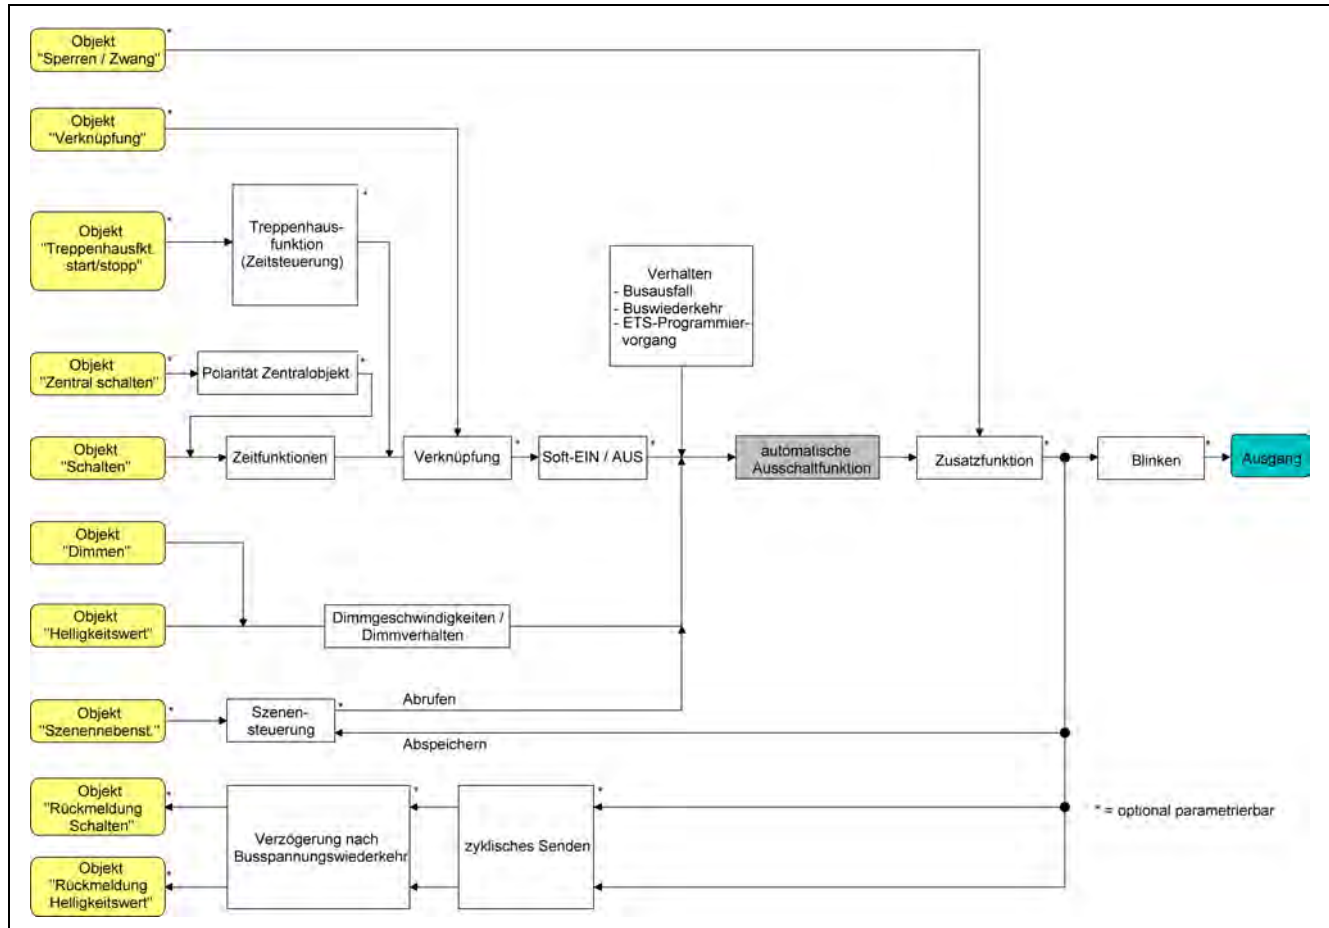 Objekt
"Sperren / Zwang"
*
Objekt
"Verknüpfung"
*
Objekt
"Treppenhausfkt.
start/stopp"
*
Treppenhaus-
funktion
(Zeitsteuerung)
*
Verhalten
- Busausfall
- Buswiederkehr
- ETS-Programmier-
vorgang
Objekt
"Zentral schalten"
*
Polarität Zentralobjekt
*
Objekt
"Schalten"
Zeitfunktionen
Verknüpfung
*
Soft-EIN / AUS
*
automatische
Ausschaltfunktion
Zusatzfunktion
*
Blinken
*
Ausgang
Objekt
"Dimmen"
Objekt
"Helligkeitswert"
Dimmgeschwindigkeiten /
Dimmverhalten
Objekt
"Szenennebenst."
*
Szenen-
steuerung
*
Abrufen
Abspeichern
Objekt
"Rückmeldung
Schalten"
*
Verzögerung nach
Busspannungswiederkehr
*
zyklisches Senden
*
* = optional parametrierbar
Objekt
"Rückmeldung
Helligkeitswert"
*